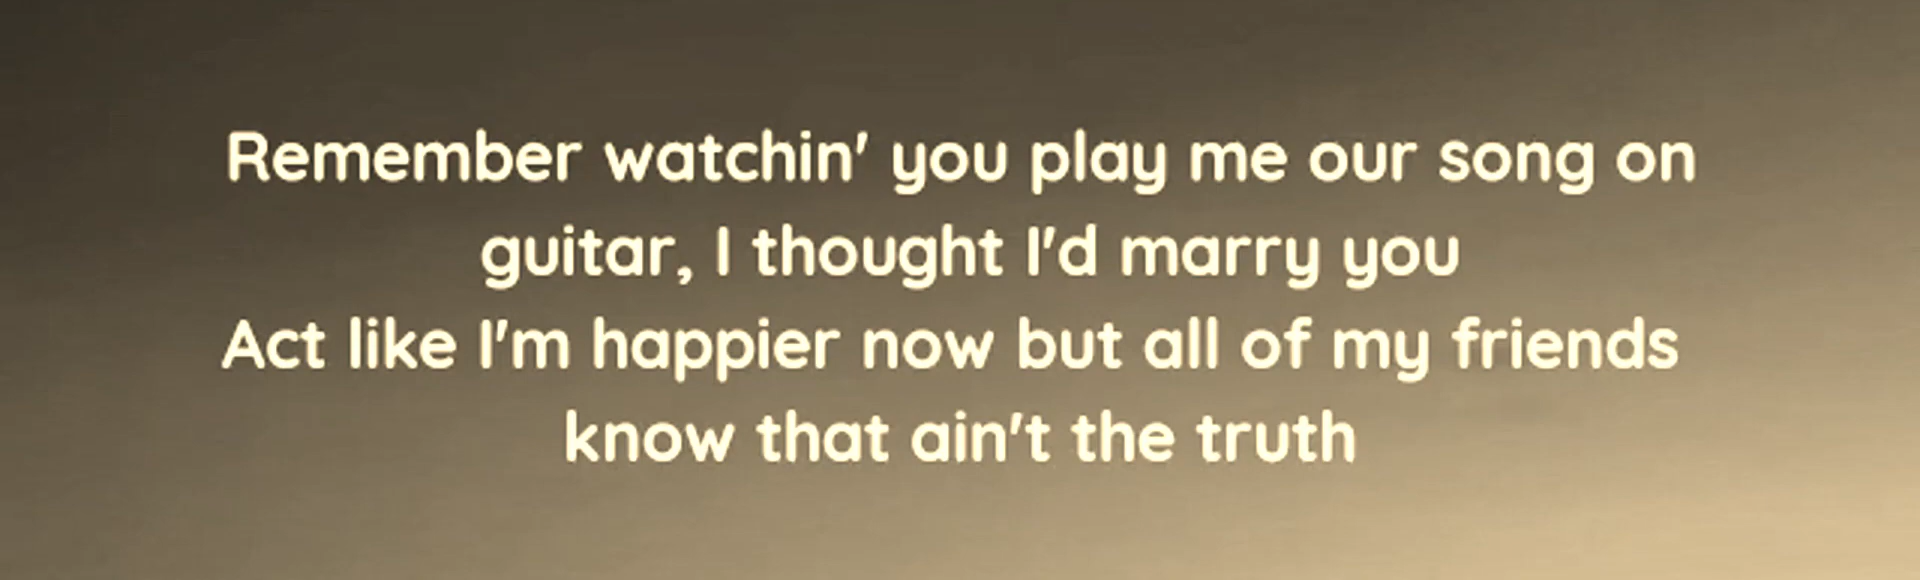 Remember watchin' you play me our song on
guitar, I thought I'd marry you
Act like I'm happier now but all of my friends
know that ain't the truth